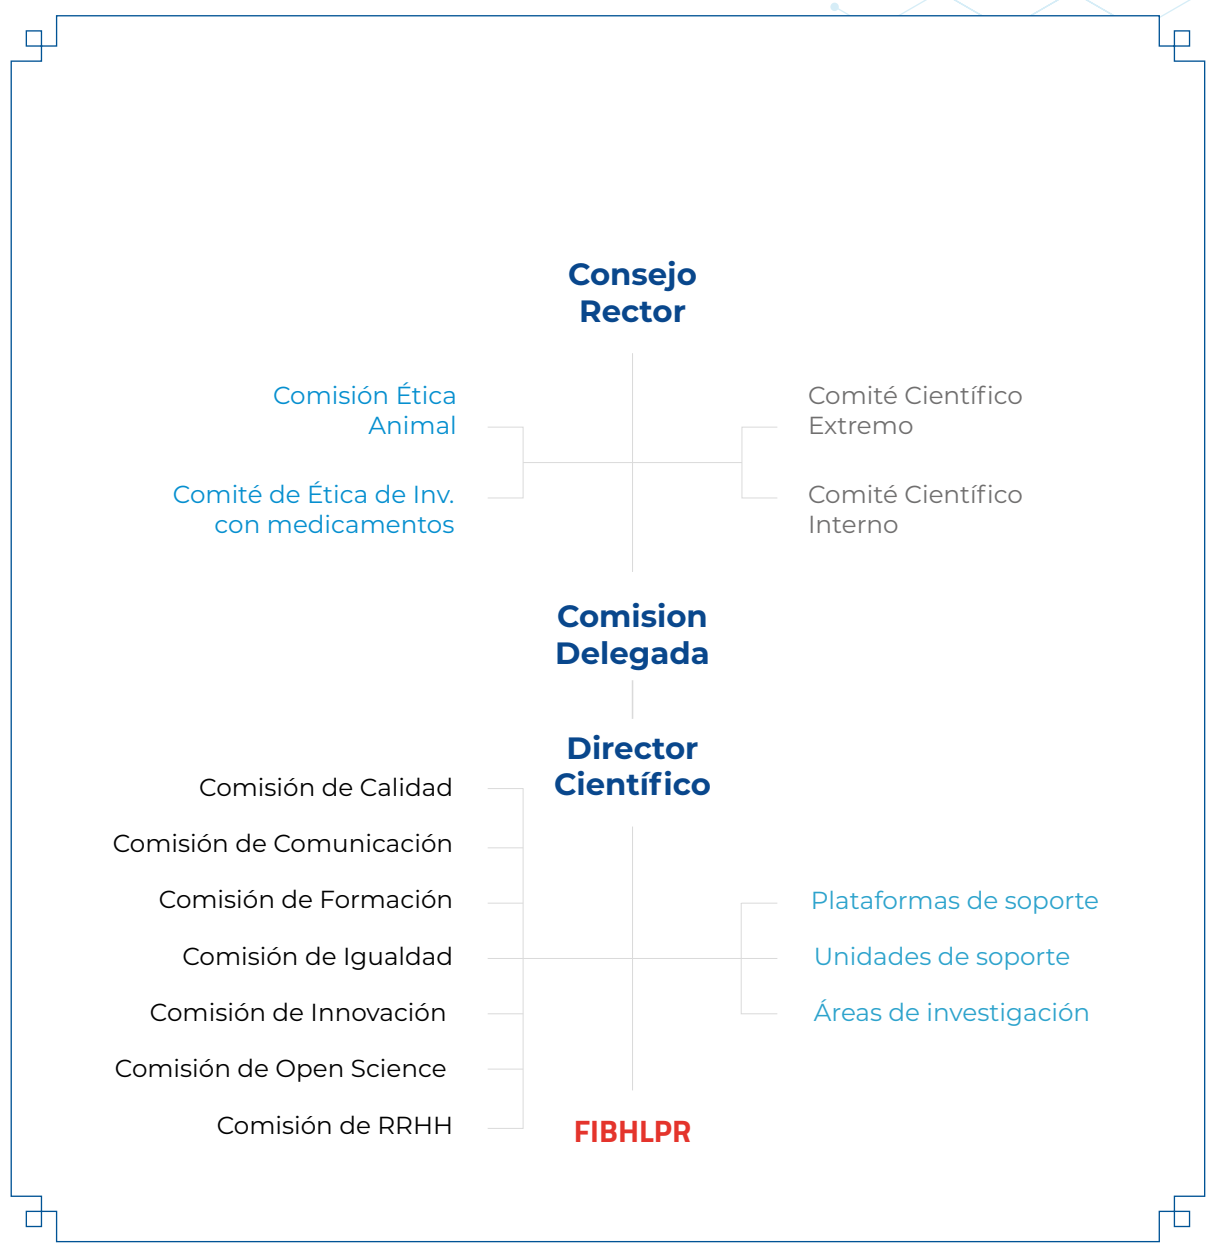 Consejo
Rector
Comisión Ética
Animal
Comité Científico
Extremo
Comité de Ética de Inv.
con medicamentos
Comité Científico
Interno
Comision
Delegada
Director
Científico
Comisión de Calidad
Comisión de Comunicación
Comisión de Formación
Comisión de Igualdad
Comisión de Innovación
Comisión de Open Science
Comisión de RRHH
Plataformas de soporte
Unidades de soporte
Áreas de investigación
FIBHLPR